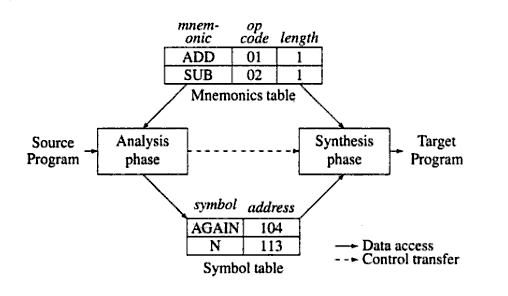 mnem-
onic
op
code
length
ADD 01 1
SUB 02 1
Mnemonics table
Source
Program
Analysis
phase
Synthesis
phase
Target
Program
symbol address
AGAIN 104
N 113
Symbol table
Data access
Control transfer